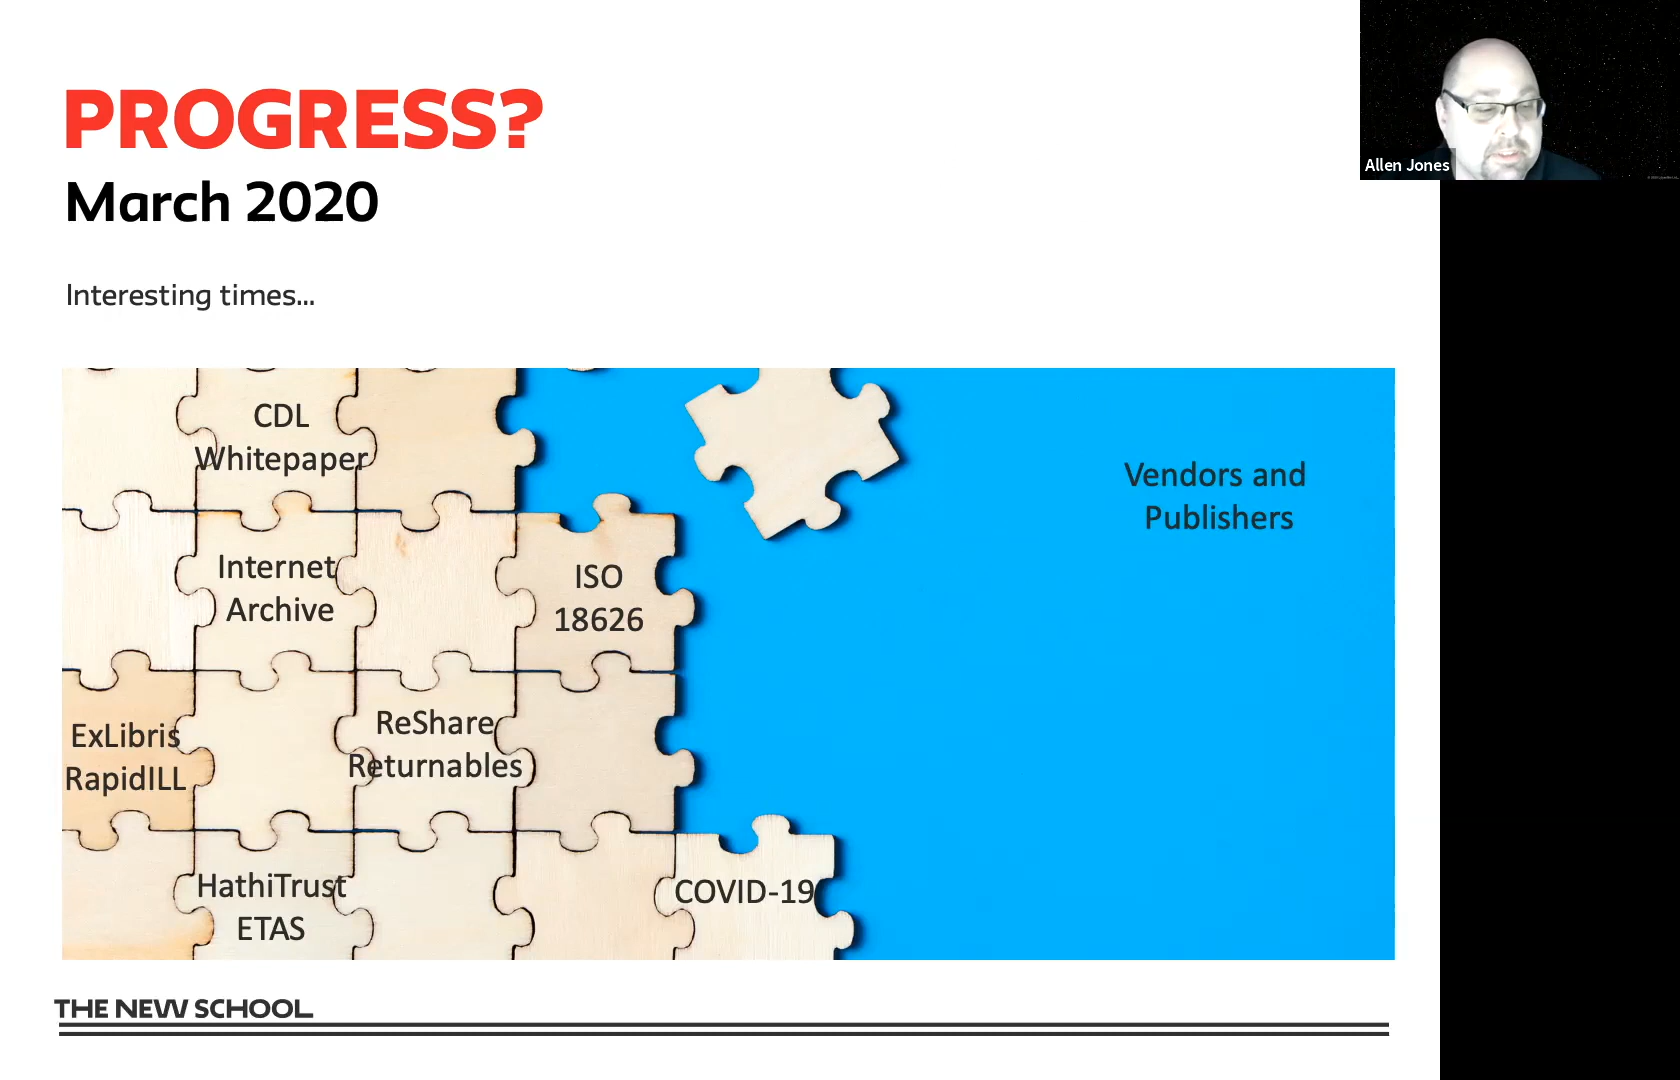 PROGRESS?
March 2020
Interesting times...
Allen Jones
CDL
Whitepaper
Vendors and
Publishers
Internet
Archive
ISO
18626
ExLibris
RapidILL
ReShare
Returnables
HathiTrust
ETAS
COVID-19
THE NEW SCHOOL